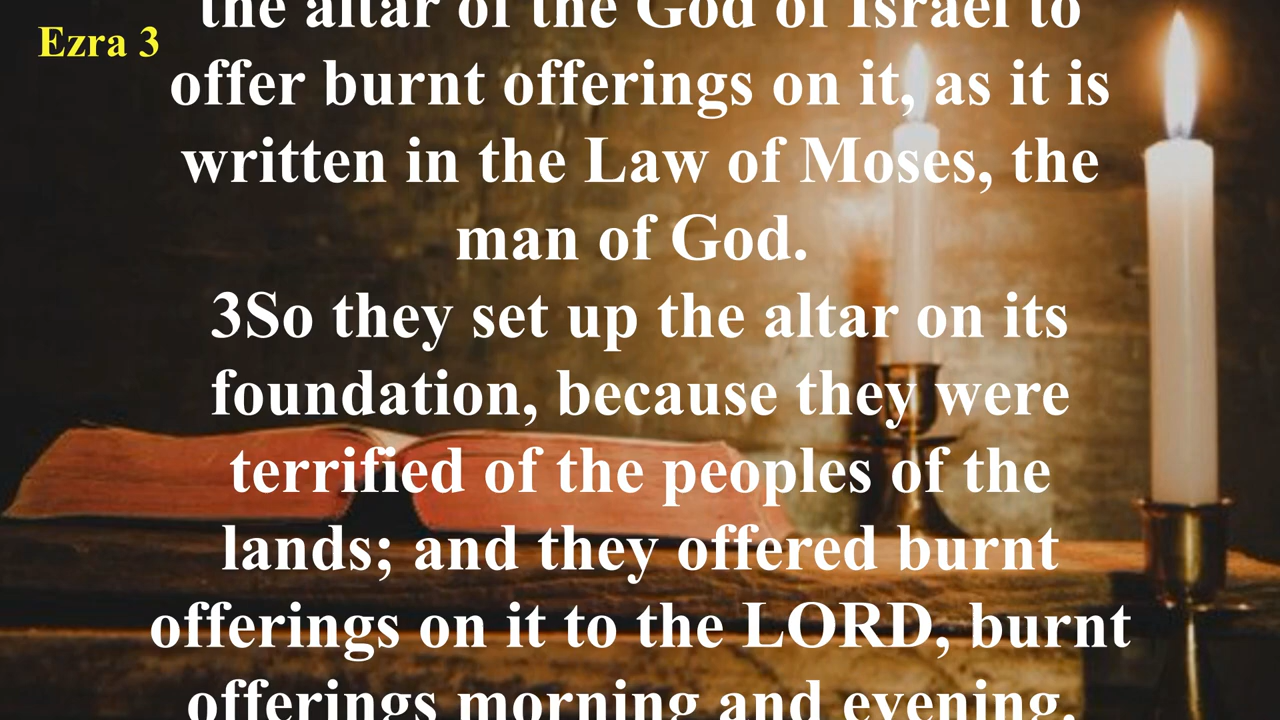 Ezra 3
the altar of the God of Israel to
offer burnt offerings on it, as it is
written in the Law of Moses, the
man of God.
3So they set up the altar on its
foundation, because they were
terrified of the peoples of the
lands; and they offered burnt
offerings on it to the LORD, burnt
offerings morning and evening.